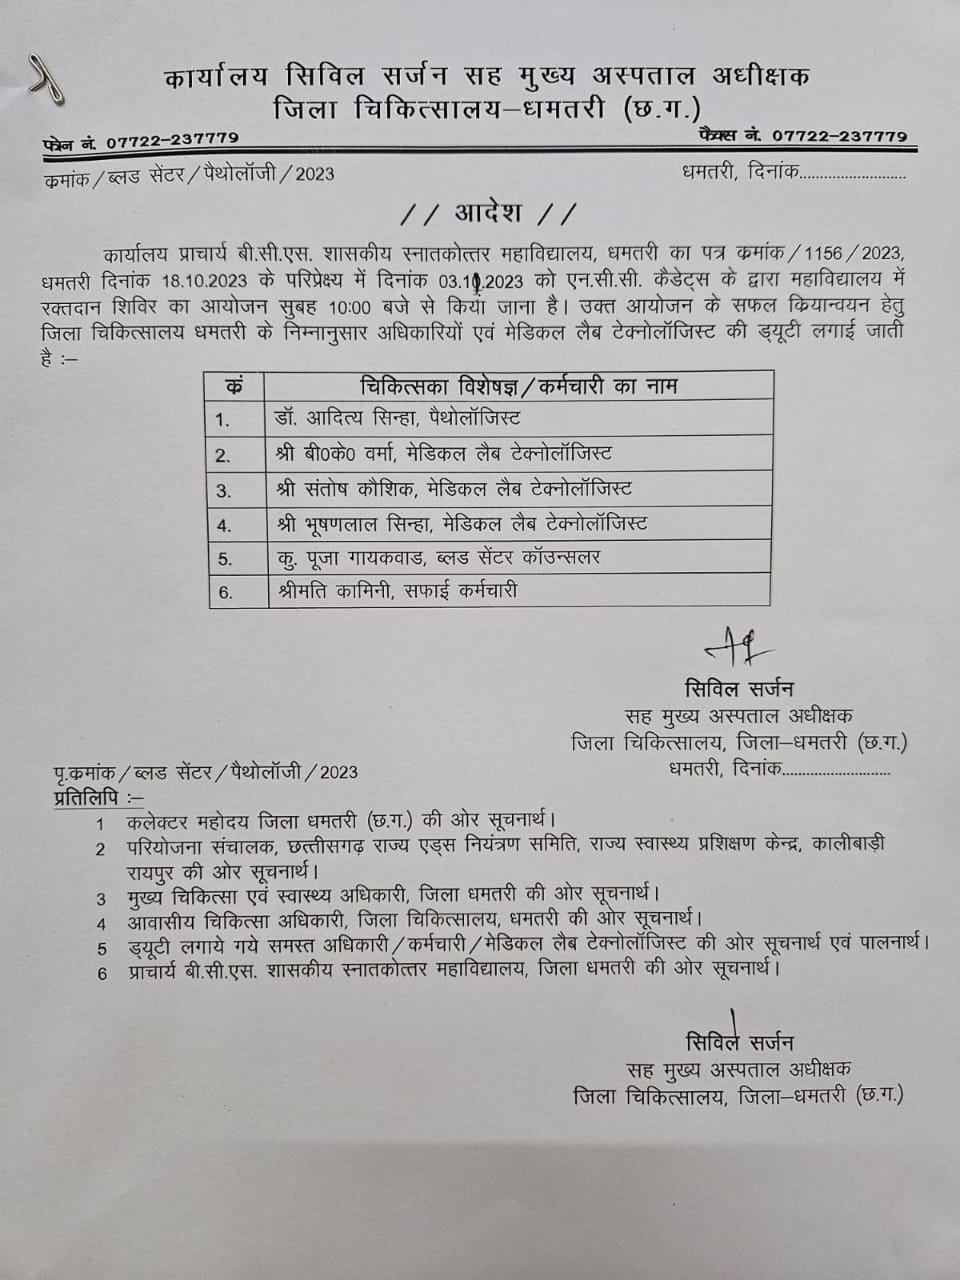 कार्यालय सिविल सर्जन सह मुख्य अस्पताल अधीक्षक
जिला चिकित्सालय–धमतरी (छ.ग.)
फोन नं. 07722-237779 फैक्स नं. 07722-237779
कमांक/ब्लड सेंटर/पैथोलॉजी/2023 धमतरी, दिनांक..........................
// आदेश //
कार्यालय प्राचार्य बी.सी.एस. शासकीय स्नातकोत्तर महाविद्यालय, धमतरी का पत्र कमांक/1156/2023,
धमतरी दिनांक 18.10.2023 के परिप्रेक्ष्य में दिनांक 03.11.2023 को एन.सी.सी. कैडेट्स के द्वारा महाविद्यालय में
रक्तदान शिविर का आयोजन सुबह 10:00 बजे से किया जाना है। उक्त आयोजन के सफल कियान्वयन हेतु
जिला चिकित्सालय धमतरी के निम्नानुसार अधिकारियों एवं मेडिकल लैब टेक्नोलॉजिस्ट की ड्यूटी लगाई जाती
है :–
कं चिकित्सका विशेषज्ञ/कर्मचारी का नाम
1. डॉ. आदित्य सिन्हा, पैथोलॉजिस्ट
2. श्री बी0के0 वर्मा, मेडिकल लैब टेक्नोलॉजिस्ट
3. श्री संतोष कौशिक, मेडिकल लैब टेक्नोलॉजिस्ट
4. श्री भूषणलाल सिन्हा, मेडिकल लैब टेक्नोलॉजिस्ट
5. कु. पूजा गायकवाड, ब्लड सेंटर कॉउन्सलर
6. श्रीमति कामिनी, सफाई कर्मचारी
सिविल सर्जन
सह मुख्य अस्पताल अधीक्षक
जिला चिकित्सालय, जिला–धमतरी (छ.ग.)
पृ.कमांक/ब्लड सेंटर/पैथोलॉजी/2023 धमतरी, दिनांक..........................
प्रतिलिपि :–
1 कलेक्टर महोदय जिला धमतरी (छ.ग.) की ओर सूचनार्थ।
2 परियोजना संचालक, छत्तीसगढ़ राज्य एड्स नियंत्रण समिति, राज्य स्वास्थ्य प्रशिक्षण केन्द्र, कालीबाड़ी
रायपुर की ओर सूचनार्थ।
3 मुख्य चिकित्सा एवं स्वास्थ्य अधिकारी, जिला धमतरी की ओर सूचनार्थ।
4 आवासीय चिकित्सा अधिकारी, जिला चिकित्सालय, धमतरी की ओर सूचनार्थ।
5 ड्यूटी लगाये गये समस्त अधिकारी/कर्मचारी/मेडिकल लैब टेक्नोलॉजिस्ट की ओर सूचनार्थ एवं पालनार्थ।
6 प्राचार्य बी.सी.एस. शासकीय स्नातकोत्तर महाविद्यालय, जिला धमतरी की ओर सूचनार्थ।
सिविल सर्जन
सह मुख्य अस्पताल अधीक्षक
जिला चिकित्सालय, जिला–धमतरी (छ.ग.)